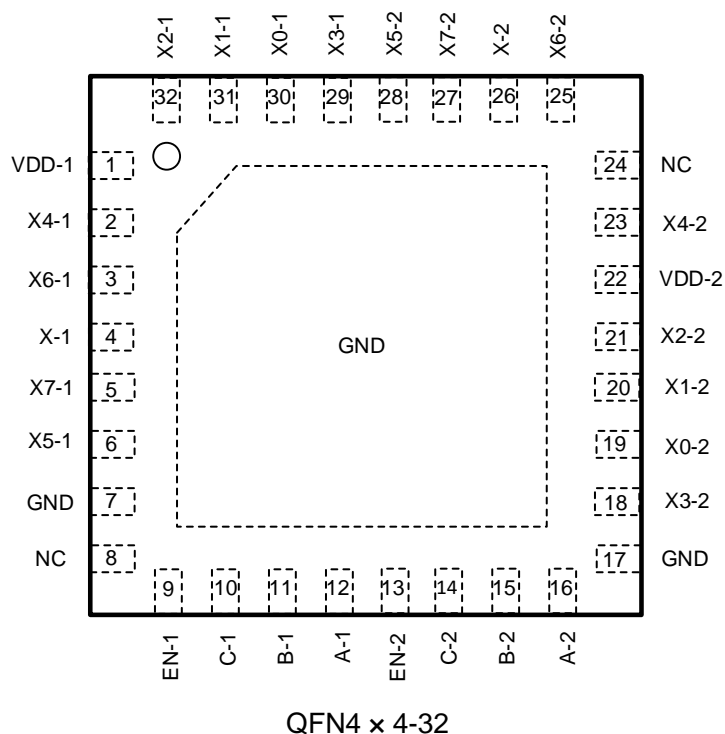 X2-1 X1-1 X0-1 X3-1 X5-2 X7-2 X-2 X6-2
32 31 30 29 28 27 26 25
VDD-1 1 24 NC
X4-1 2 23 X4-2
X6-1 3 22 VDD-2
X-1 4 21 X2-2
GND
X7-1 5 20 X1-2
X5-1 6 19 X0-2
GND 7 18 X3-2
NC 8 17 GND
9 10 11 12 13 14 15 16
EN-1 C-1 B-1 A-1 EN-2 C-2 B-2 A-2
QFN4 × 4-32